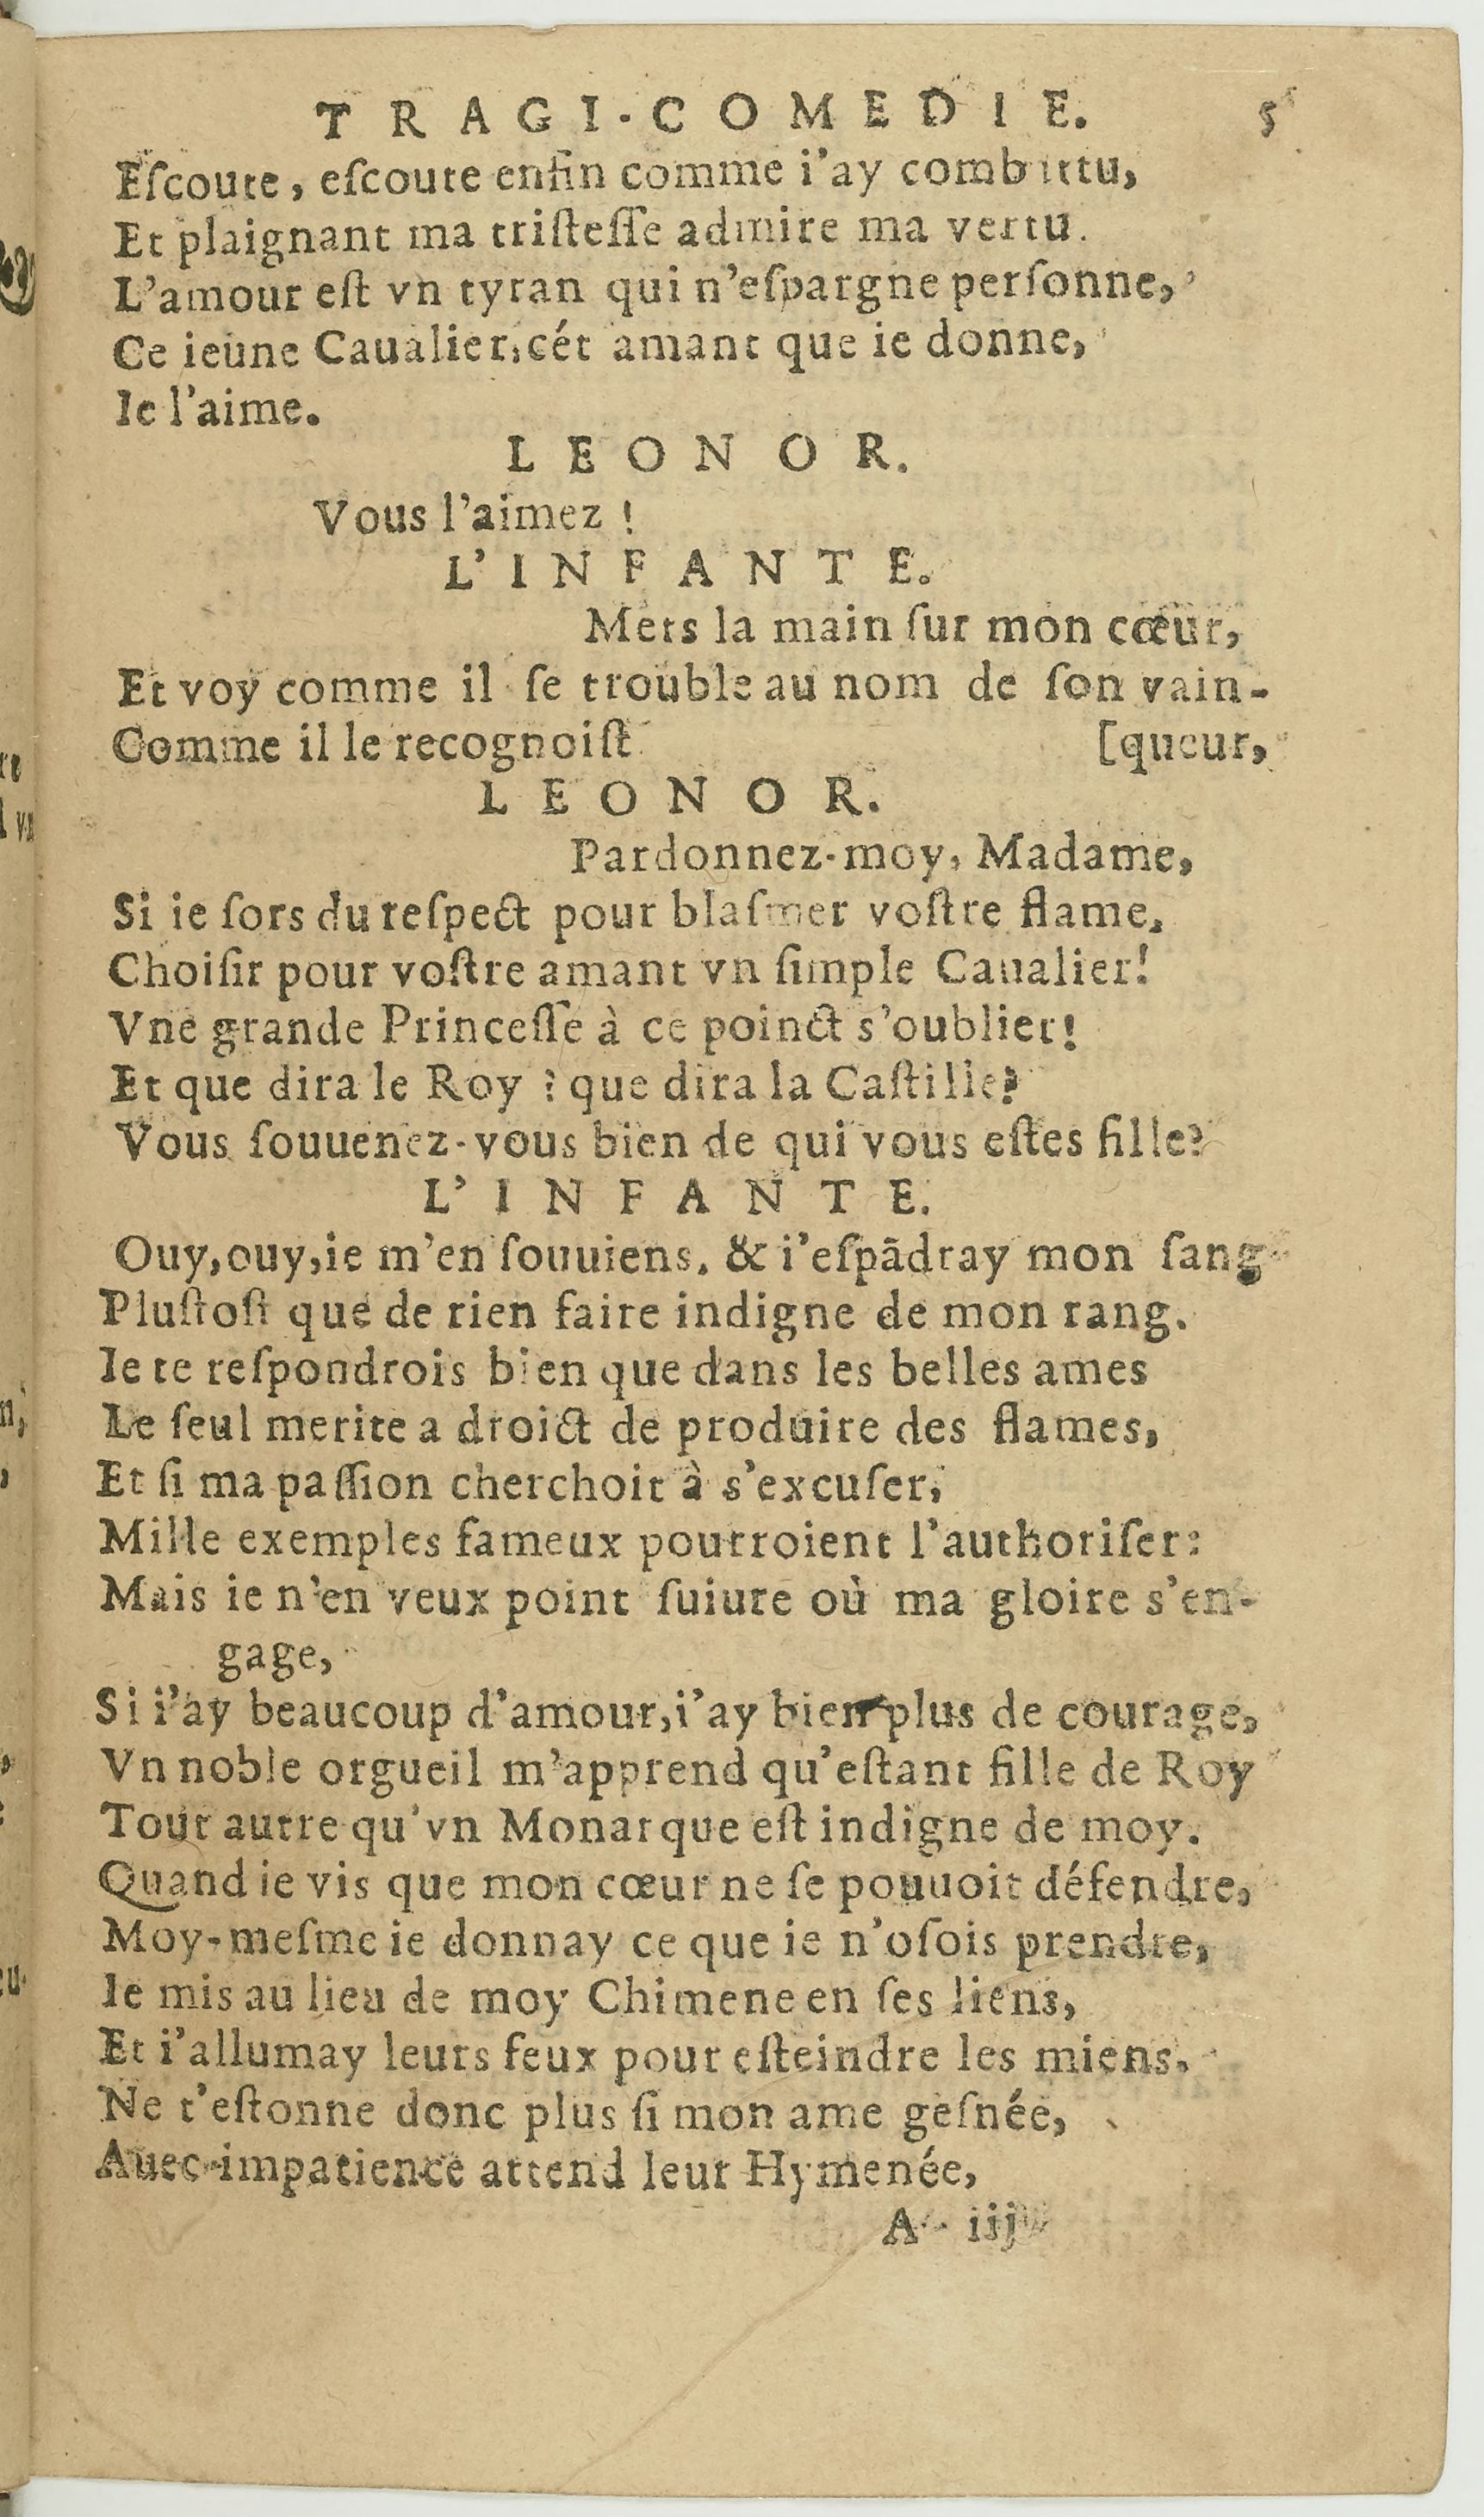 TRAGI-COMEDIE. 5
Eſcoute, eſcoute enfin comme i'ay combattu,
Et plaignant ma triſteſſe admire ma vertu.
L'amour eſt vn tyran qui n'eſpargne perſonne,
Ce ieune Caualier, cét amant que ie donne,
Ie l'aime.
LEONOR.
Vous l'aimez !
L'INFANTE.
Mets la main ſur mon cœur,
Et voy comme il ſe trouble au nom de ſon vain-
Comme il le recognoiſt [queur,
LEONOR.
Pardonnez-moy, Madame,
Si ie ſors du reſpect pour blaſmer voſtre flame,
Choiſir pour voſtre amant vn ſimple Caualier!
Vne grande Princeſſe à ce poinct s'oublier!
Et que dira le Roy ? que dira la Caſtille?
Vous ſouuenez-vous bien de qui vous eſtes fille?
L'INFANTE.
Ouy, ouy, ie m'en ſouuiens, & i'eſpãdray mon ſang
Pluſtoſt que de rien faire indigne de mon rang.
Ie te reſpondrois bien que dans les belles ames
Le ſeul merite a droict de produire des flames,
Et ſi ma paſſion cherchoit à s'excuſer,
Mille exemples fameux pourroient l'authoriſer:
Mais ie n'en veux point ſuiure où ma gloire s'en-
gage,
Si i'ay beaucoup d'amour, i'ay bien plus de courage,
Vn noble orgueil m'apprend qu'eſtant fille de Roy
Tout autre qu'vn Monarque eſt indigne de moy.
Quand ie vis que mon cœur ne ſe pouuoit défendre,
Moy-meſme ie donnay ce que ie n'oſois prendre,
Ie mis au lieu de moy Chimene en ſes liens,
Et i'allumay leurs feux pour eſteindre les miens.
Ne t'eſtonne donc plus ſi mon ame geſnée,
Auec impatience attend leur Hymenée,
A iij